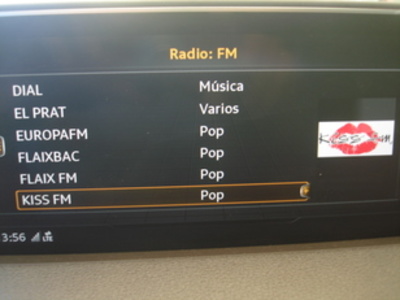 Radio: FM
DIAL Música
EL PRAT Varios
EUROPAFM Pop
FLAIXBAC Pop
FLAIX FM Pop
KISS FM Pop
3:56 LTE